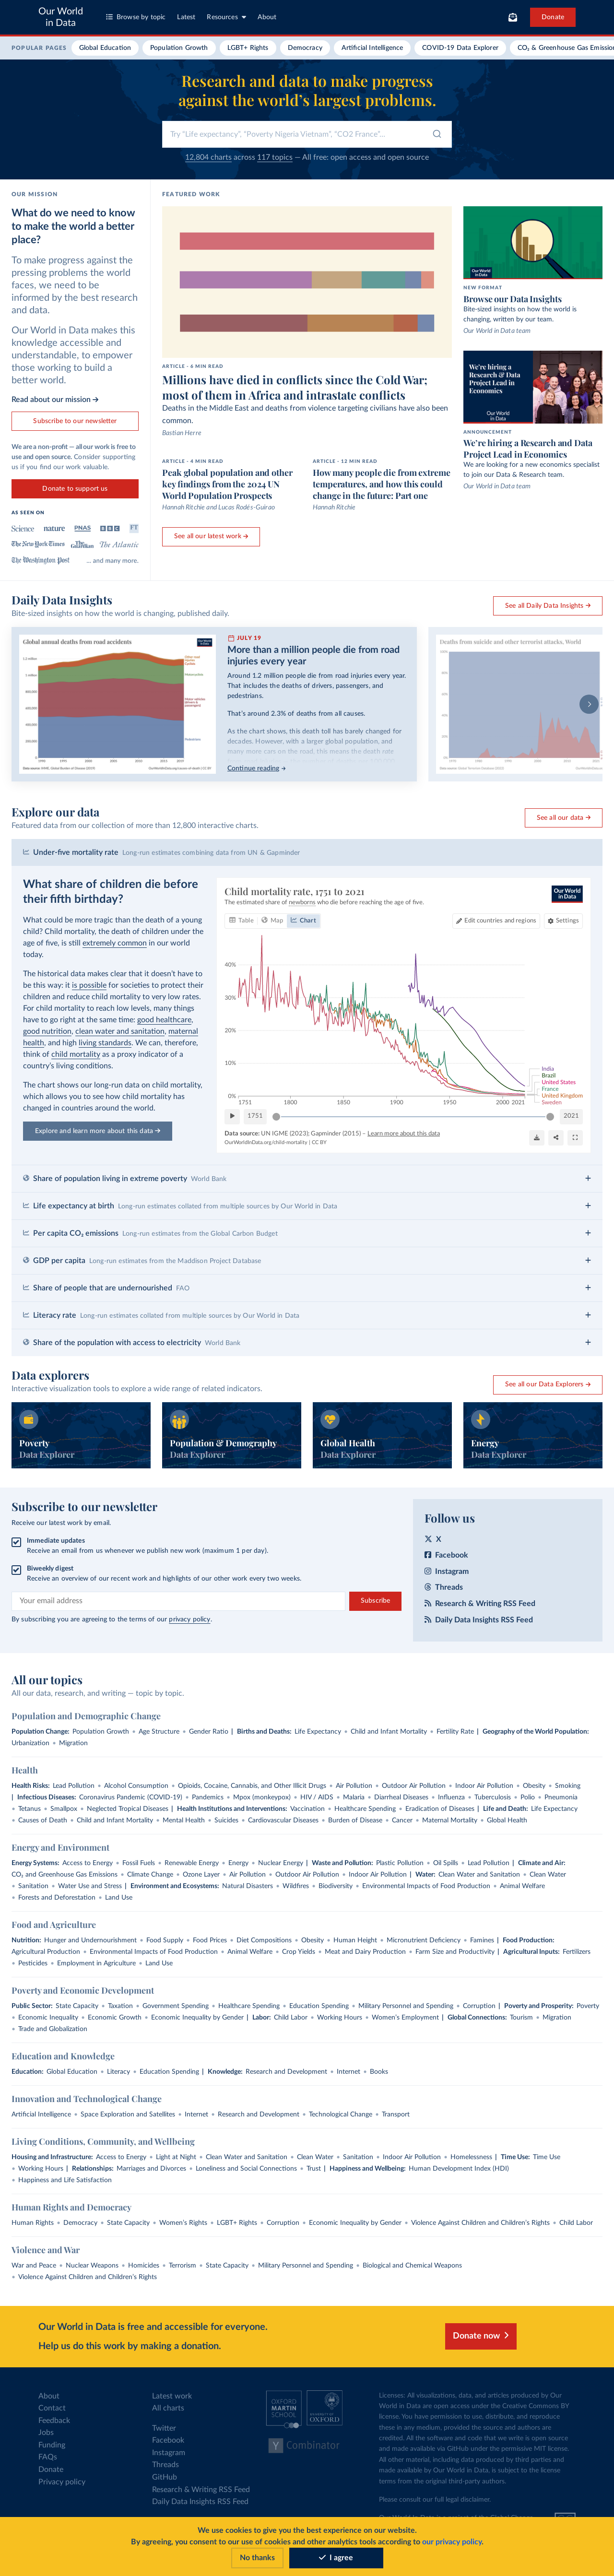 Our World
in Data
Browse by topic
Latest
Resources
About
Donate
POPULAR PAGES
Global Education
Population Growth
LGBT+ Rights
Democracy
Artificial Intelligence
COVID-19 Data Explorer
CO₂ & Greenhouse Gas
Research and data to make progress
against the world's largest problems.
Try "Life expectancy", "Poverty Nigeria Vietnam", "CO2 France"...
12,804 charts across 117 topics — All free: open access and open source
OUR MISSION
What do we need to know
to make the world a better
place?
To make progress against the
pressing problems the world
faces, we need to be
informed by the best research
and data.
Our World in Data makes this
knowledge accessible and
understandable, to empower
those working to build a
better world.
Read about our mission →
Subscribe to our newsletter
We are a non-profit — all our work is free to
use and open source. Consider supporting
us if you find our work valuable.
Donate to support us
AS SEEN ON
Science
nature
PNAS
BBC
FT
The New York Times
The Guardian
The Atlantic
The Washington Post
... and many more.
FEATURED WORK
ARTICLE - 6 MIN READ
Millions have died in conflicts since the Cold War;
most of them in Africa and intrastate conflicts
Deaths in the Middle East and deaths from violence targeting civilians have also been
common.
Bastian Herre
ARTICLE - 4 MIN READ
Peak global population and other
key findings from the 2024 UN
World Population Prospects
Hannah Ritchie and Lucas Rodés-Guirao
ARTICLE - 12 MIN READ
How many people die from extreme
temperatures, and how this could
change in the future: Part one
Hannah Ritchie
See all our latest work →
Our World
in Data
NEW FORMAT
Browse our Data Insights
Bite-sized insights on how the world is
changing, written by our team.
Our World in Data team
We're hiring a
Research & Data
Project Lead in
Economics
Our World
in Data
ANNOUNCEMENT
We're hiring a Research and Data
Project Lead in Economics
We are looking for a new economics specialist
to join our Data & Research team.
Our World in Data team
Daily Data Insights
Bite-sized insights on how the world is changing, published daily.
See all Daily Data Insights →
Global annual deaths from road accidents
JULY 19
More than a million people die from road
injuries every year
Around 1.2 million people die from road injuries every year.
That includes the deaths of drivers, passengers, and
pedestrians.
That's around 2.3% of deaths from all causes.
As the chart shows, this death toll has barely changed for
decades. However, with a larger global population, and
many more cars on the road, this means the death rate
Continue reading →
Deaths from suicide and other terrorist attacks, World
Explore our data
Featured data from our collection of more than 12,800 interactive charts.
See all our data →
Under-five mortality rate Long-run estimates combining data from UN & Gapminder
What share of children die before
their fifth birthday?
What could be more tragic than the death of a young
child? Child mortality, the death of children under the
age of five, is still extremely common in our world
today.
The historical data makes clear that it doesn't have to
be this way: it is possible for societies to protect their
children and reduce child mortality to very low rates.
For child mortality to reach low levels, many things
have to go right at the same time: good healthcare,
good nutrition, clean water and sanitation, maternal
health, and high living standards. We can, therefore,
think of child mortality as a proxy indicator of a
country's living conditions.
The chart shows our long-run data on child mortality,
which allows you to see how child mortality has
changed in countries around the world.
Explore and learn more about this data →
Child mortality rate, 1751 to 2021
The estimated share of newborns who die before reaching the age of five.
Our World
in Data
Table
Map
Chart
Edit countries and regions
Settings
40%
30%
20%
10%
0%
1751
1800
1850
1900
1950
2000
2021
India
Brazil
United States
France
United Kingdom
Sweden
1751
2021
Data source: UN IGME (2023); Gapminder (2015) – Learn more about this data
OurWorldInData.org/child-mortality | CC BY
Share of population living in extreme poverty World Bank
Life expectancy at birth Long-run estimates collated from multiple sources by Our World in Data
Per capita CO₂ emissions Long-run estimates from the Global Carbon Budget
GDP per capita Long-run estimates from the Maddison Project Database
Share of people that are undernourished FAO
Literacy rate Long-run estimates collated from multiple sources by Our World in Data
Share of the population with access to electricity World Bank
Data explorers
Interactive visualization tools to explore a wide range of related indicators.
See all our Data Explorers →
Poverty
Data Explorer
Population & Demography
Data Explorer
Global Health
Data Explorer
Energy
Data Explorer
Subscribe to our newsletter
Receive our latest work by email.
Immediate updates
Receive an email from us whenever we publish new work (maximum 1 per day).
Biweekly digest
Receive an overview of our recent work and highlights of our other work every two weeks.
Your email address
Subscribe
By subscribing you are agreeing to the terms of our privacy policy.
Follow us
X
Facebook
Instagram
Threads
Research & Writing RSS Feed
Daily Data Insights RSS Feed
All our topics
All our data, research, and writing — topic by topic.
Population and Demographic Change
Population Change: Population Growth • Age Structure • Gender Ratio | Births and Deaths: Life Expectancy • Child and Infant Mortality • Fertility Rate | Geography of the World Population:
Urbanization • Migration
Health
Health Risks: Lead Pollution • Alcohol Consumption • Opioids, Cocaine, Cannabis, and Other Illicit Drugs • Air Pollution • Outdoor Air Pollution • Indoor Air Pollution • Obesity • Smoking
| Infectious Diseases: Coronavirus Pandemic (COVID-19) • Pandemics • Mpox (monkeypox) • HIV / AIDS • Malaria • Diarrheal Diseases • Influenza • Tuberculosis • Polio • Pneumonia
• Tetanus • Smallpox • Neglected Tropical Diseases | Health Institutions and Interventions: Vaccination • Healthcare Spending • Eradication of Diseases | Life and Death: Life Expectancy
• Causes of Death • Child and Infant Mortality • Mental Health • Suicides • Cardiovascular Diseases • Burden of Disease • Cancer • Maternal Mortality • Global Health
Energy and Environment
Energy Systems: Access to Energy • Fossil Fuels • Renewable Energy • Energy • Nuclear Energy | Waste and Pollution: Plastic Pollution • Oil Spills • Lead Pollution | Climate and Air:
CO₂ and Greenhouse Gas Emissions • Climate Change • Ozone Layer • Air Pollution • Outdoor Air Pollution • Indoor Air Pollution | Water: Clean Water and Sanitation • Clean Water
• Sanitation • Water Use and Stress | Environment and Ecosystems: Natural Disasters • Wildfires • Biodiversity • Environmental Impacts of Food Production • Animal Welfare
• Forests and Deforestation • Land Use
Food and Agriculture
Nutrition: Hunger and Undernourishment • Food Supply • Food Prices • Diet Compositions • Obesity • Human Height • Micronutrient Deficiency • Famines | Food Production:
Agricultural Production • Environmental Impacts of Food Production • Animal Welfare • Crop Yields • Meat and Dairy Production • Farm Size and Productivity | Agricultural Inputs: Fertilizers
• Pesticides • Employment in Agriculture • Land Use
Poverty and Economic Development
Public Sector: State Capacity • Taxation • Government Spending • Healthcare Spending • Education Spending • Military Personnel and Spending • Corruption | Poverty and Prosperity: Poverty
• Economic Inequality • Economic Growth • Economic Inequality by Gender | Labor: Child Labor • Working Hours • Women's Employment | Global Connections: Tourism • Migration
• Trade and Globalization
Education and Knowledge
Education: Global Education • Literacy • Education Spending | Knowledge: Research and Development • Internet • Books
Innovation and Technological Change
Artificial Intelligence • Space Exploration and Satellites • Internet • Research and Development • Technological Change • Transport
Living Conditions, Community, and Wellbeing
Housing and Infrastructure: Access to Energy • Light at Night • Clean Water and Sanitation • Clean Water • Sanitation • Indoor Air Pollution • Homelessness | Time Use: Time Use
• Working Hours | Relationships: Marriages and Divorces • Loneliness and Social Connections • Trust | Happiness and Wellbeing: Human Development Index (HDI)
• Happiness and Life Satisfaction
Human Rights and Democracy
Human Rights • Democracy • State Capacity • Women's Rights • LGBT+ Rights • Corruption • Economic Inequality by Gender • Violence Against Children and Children's Rights • Child Labor
Violence and War
War and Peace • Nuclear Weapons • Homicides • Terrorism • State Capacity • Military Personnel and Spending • Biological and Chemical Weapons
• Violence Against Children and Children's Rights
Our World in Data is free and accessible for everyone.
Help us do this work by making a donation.
Donate now
About
Contact
Feedback
Jobs
Funding
FAQs
Donate
Privacy policy
Latest work
All charts
Twitter
Facebook
Instagram
Threads
GitHub
Research & Writing RSS Feed
Daily Data Insights RSS Feed
OXFORD
MARTIN
SCHOOL
UNIVERSITY OF
OXFORD
Y Combinator
Licenses: All visualizations, data, and articles produced by Our
World in Data are open access under the Creative Commons BY
license. You have permission to use, distribute, and reproduce
these in any medium, provided the source and authors are
credited. All the software and code that we write is open source
and made available via GitHub under the permissive MIT license.
All other material, including data produced by third parties and
made available by Our World in Data, is subject to the license
terms from the original third-party authors.
Please consult our full legal disclaimer.
Our World In Data is a project of the Global Change
We use cookies to give you the best experience on our website.
By agreeing, you consent to our use of cookies and other analytics tools according to our privacy policy.
No thanks
I agree